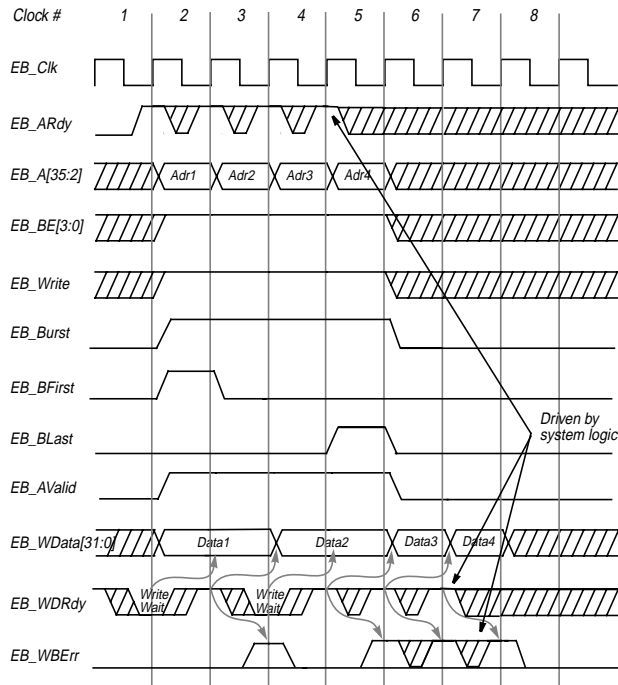 Clock # 1 2 3 4 5 6 7 8
EB_Clk
EB_ARdy
EB_A[35:2] Adr1 Adr2 Adr3 Adr4
EB_BE[3:0]
EB_Write
EB_Burst
EB_BFirst
Driven by
system logic
EB_BLast
EB_AValid
EB_WData[31:0] Data1 Data2 Data3 Data4
EB_WDRdy Write Wait Write Wait
EB_WBErr